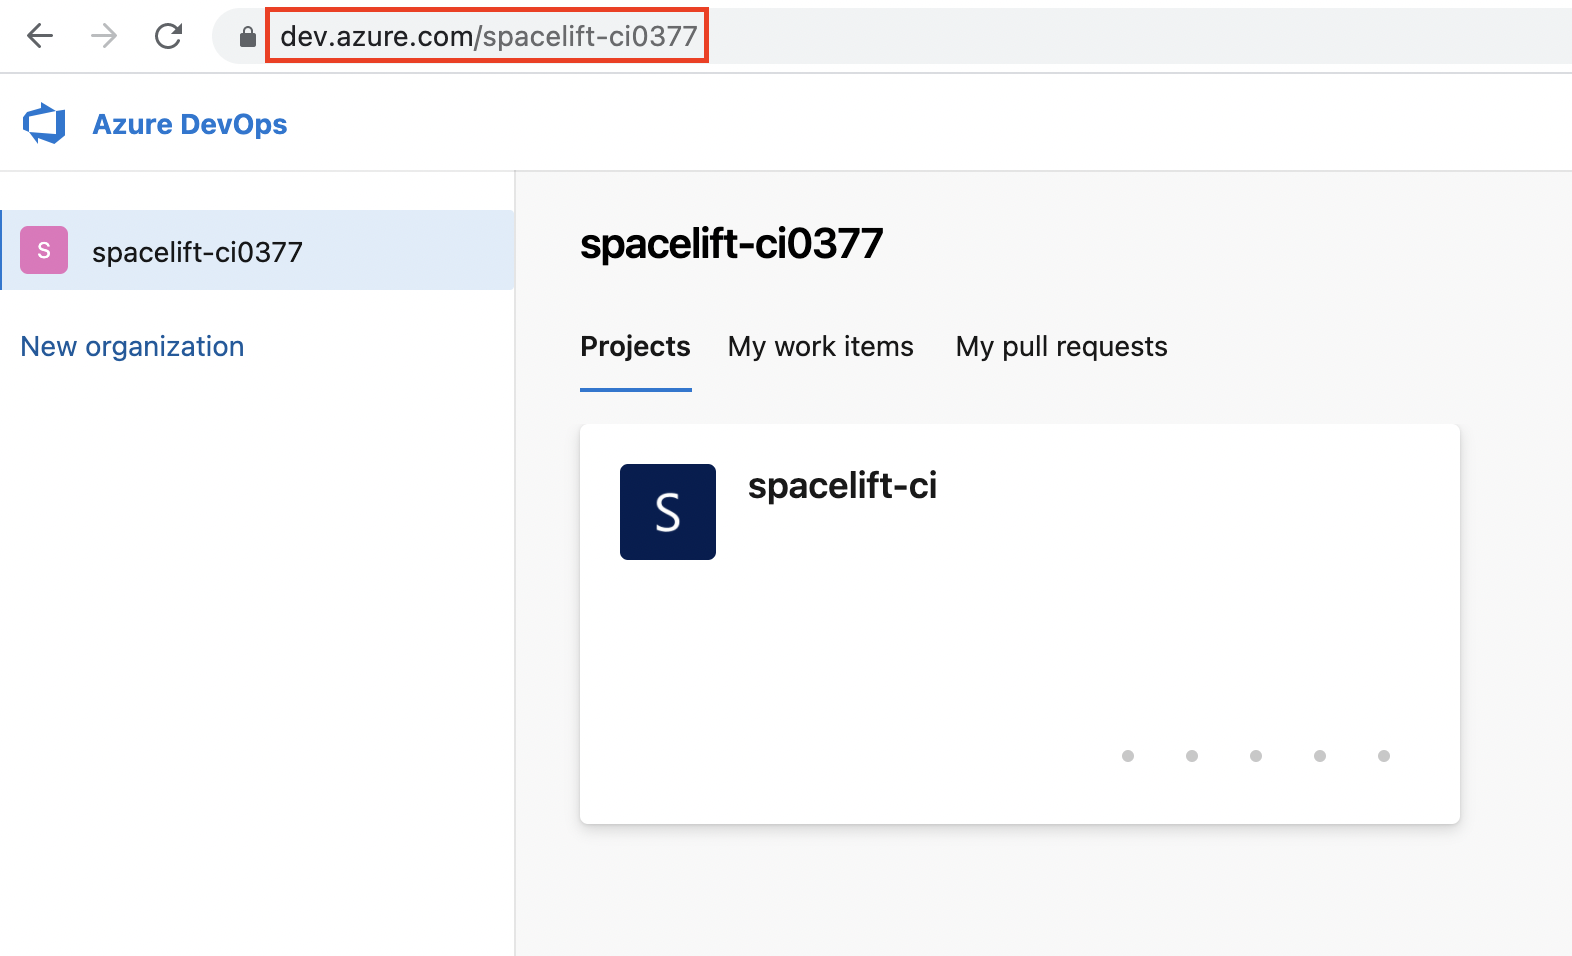 dev.azure.com/spacelift-ci0377
Azure DevOps
S
spacelift-ci0377
New organization
spacelift-ci0377
Projects
My work items
My pull requests
S
spacelift-ci